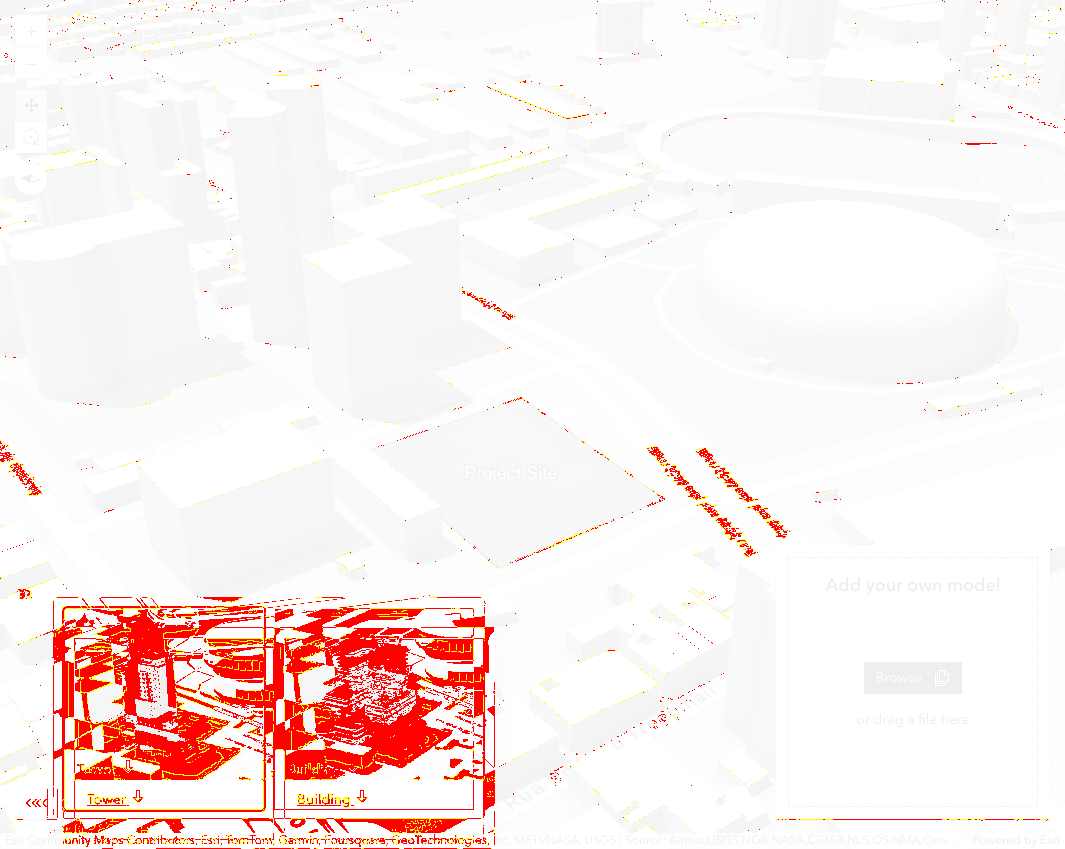 Project Site
Add your own model
Browse
or drag a file here
Tower
Building
Esri Community Maps Contributors, Esri, TomTom, Garmin, Foursquare, GeoTechnologies, Inc, METI/NASA, USGS | Source: Airbus,USGS,NGA,NASA,CGIAR,NLS,OS,NMA,Geo...
Powered by Esri